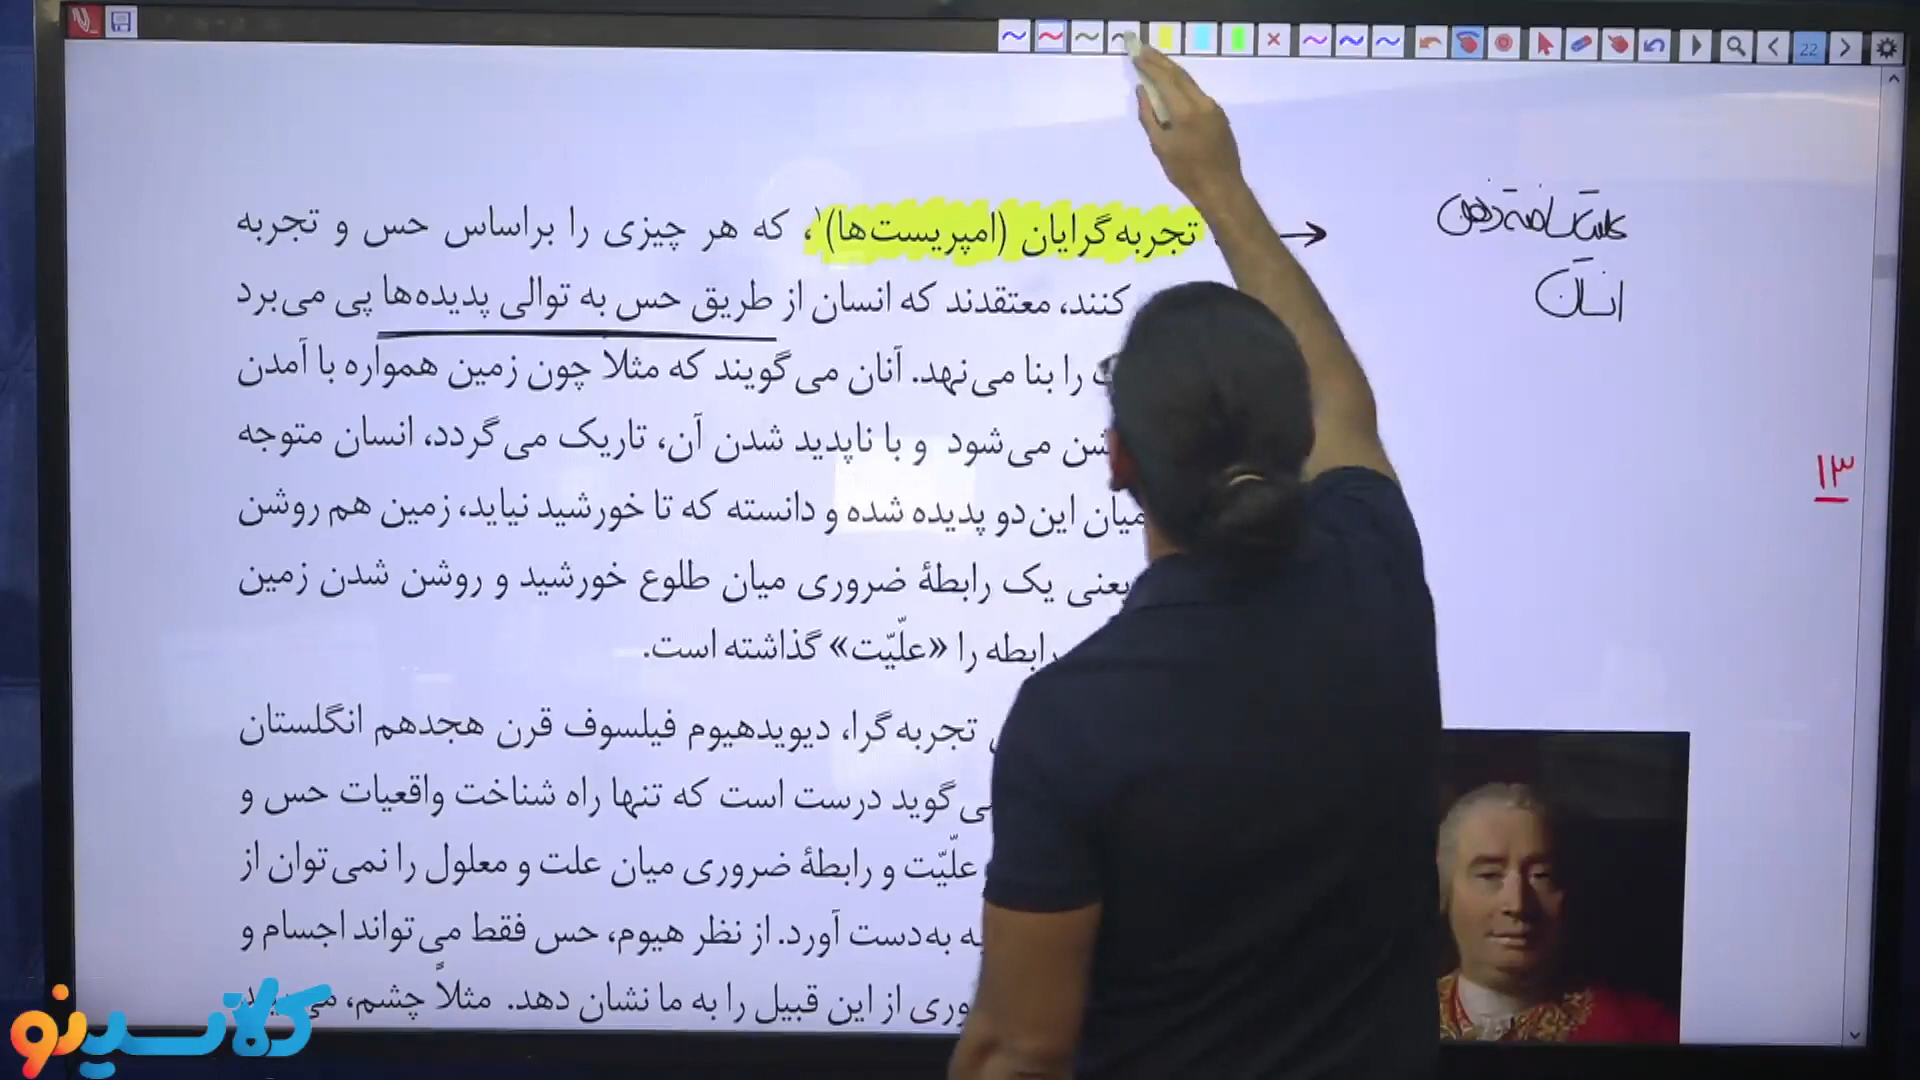 22
تجربه‌گرایان (امپریست‌ها)۱، که هر چیزی را براساس حس و تجربه
کنند، معتقدند که انسان از طریق حس به توالی پدیده‌ها پی می‌برد
را بنا می‌نهد. آنان می‌گویند که مثلاً چون زمین همواره با آمدن
می‌شود و با ناپدید شدن آن، تاریک می‌گردد، انسان متوجه
میان این دو پدیده شده و دانسته که تا خورشید نیاید، زمین هم روشن
یعنی یک رابطهٔ ضروری میان طلوع خورشید و روشن شدن زمین
رابطه را «علّیّت» گذاشته است.
تجربه‌گرا، دیویدهیوم فیلسوف قرن هجدهم انگلستان
می‌گوید درست است که تنها راه شناخت واقعیات حس و
علّیّت و رابطهٔ ضروری میان علت و معلول را نمی‌توان از
به‌دست آورد. از نظر هیوم، حس فقط می‌تواند اجسام و
از این قبیل را به ما نشان دهد. مثلاً چشم،
انسان
۱۳
کلاسینو